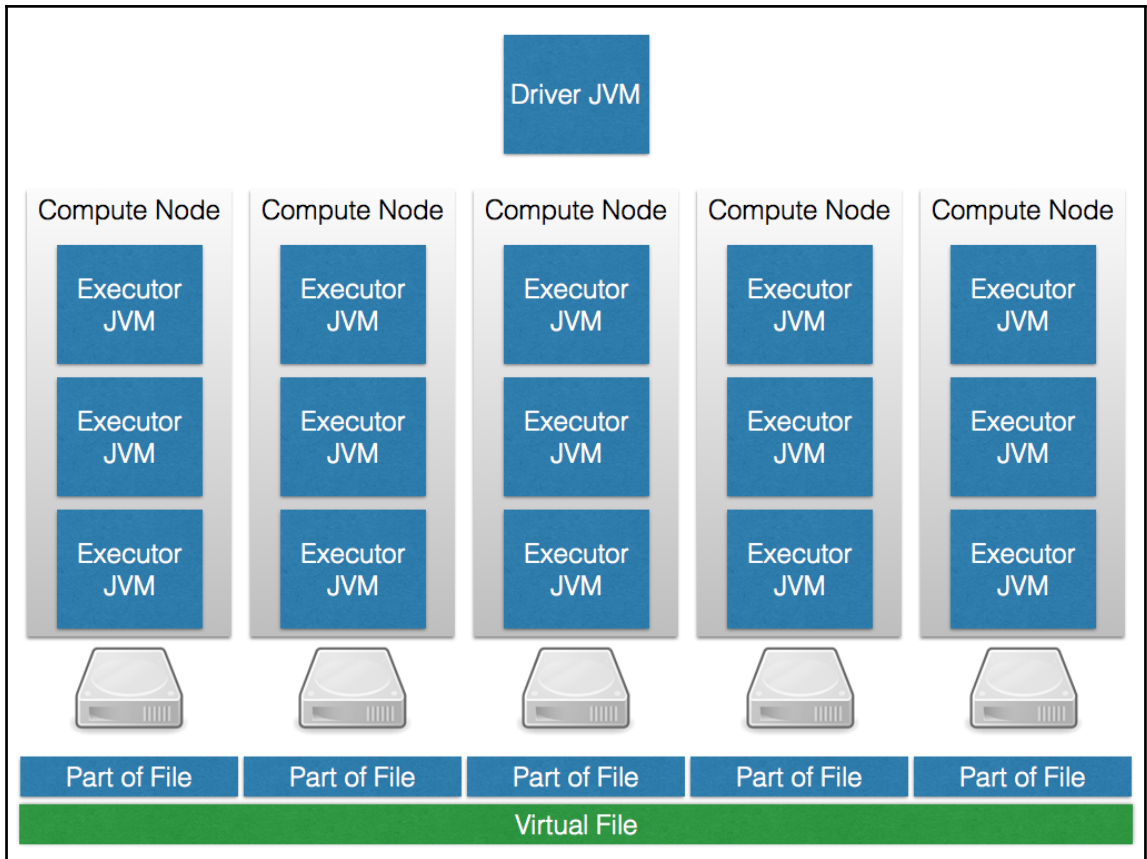 Driver JVM
Compute Node
Compute Node
Compute Node
Compute Node
Compute Node
Executor
JVM
Executor
JVM
Executor
JVM
Executor
JVM
Executor
JVM
Executor
JVM
Executor
JVM
Executor
JVM
Executor
JVM
Executor
JVM
Executor
JVM
Executor
JVM
Executor
JVM
Executor
JVM
Executor
JVM
Part of File
Part of File
Part of File
Part of File
Part of File
Virtual File